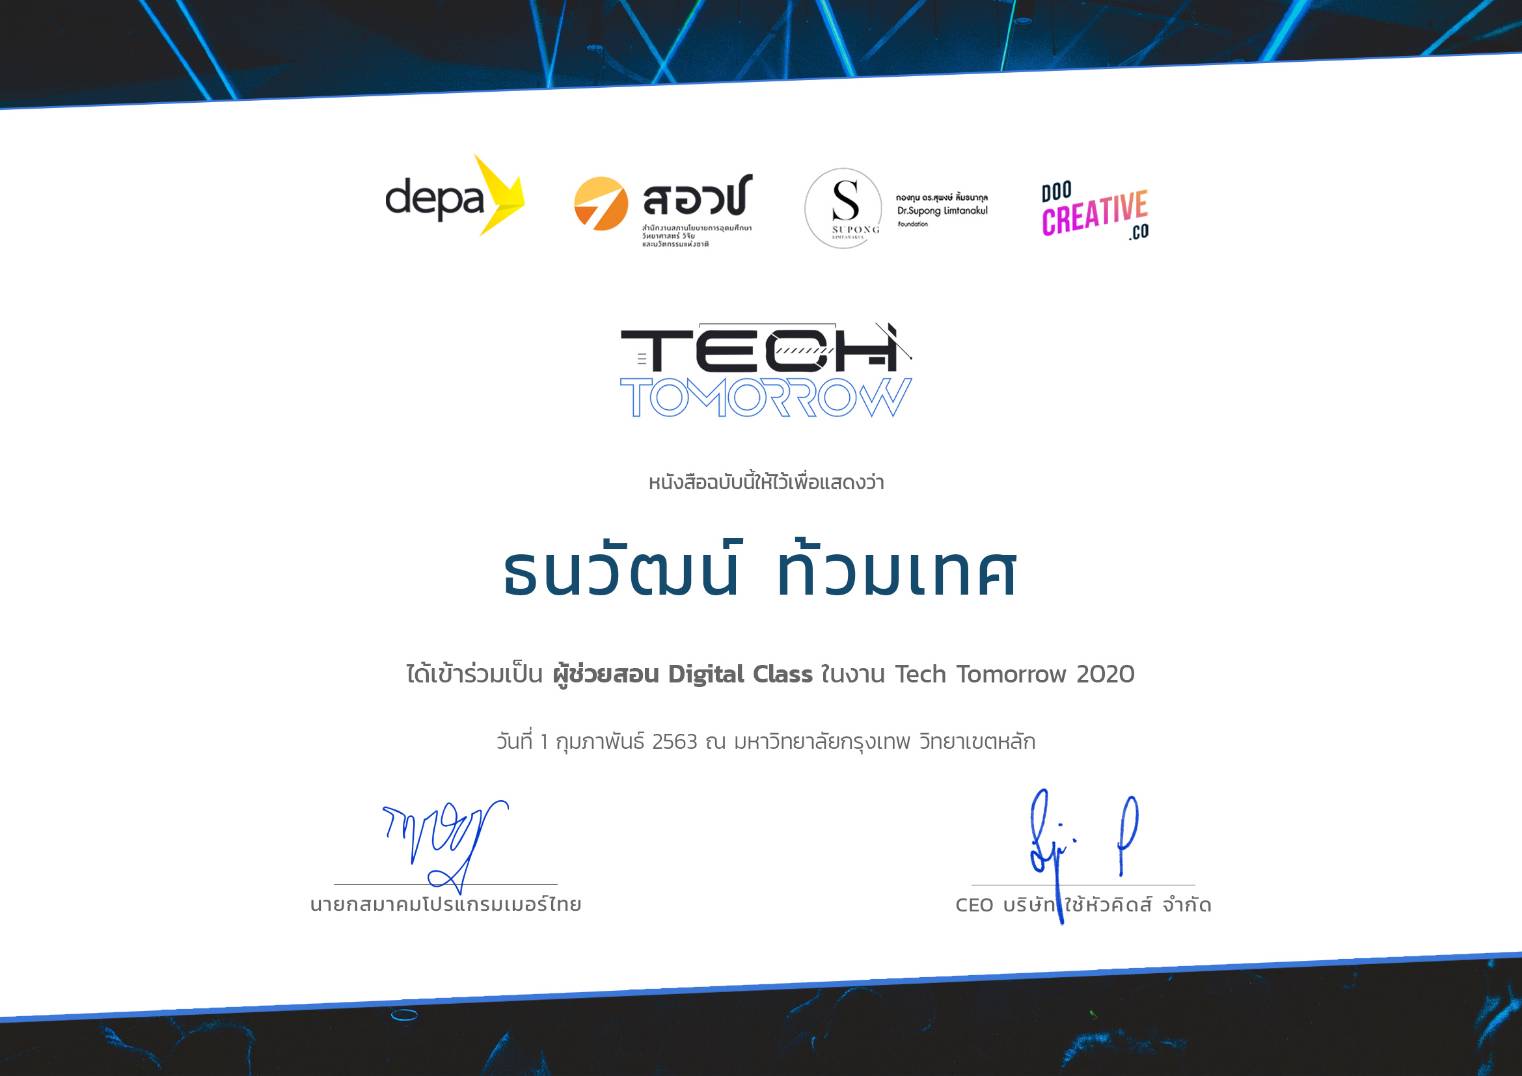 depa
สอวช
สำนักงานสภานโยบายการอุดมศึกษา
วิทยาศาสตร์ วิจัย
และนวัตกรรมแห่งชาติ
S
SUPONG
LIMTANAKUL
กองทุน ดร.สุพงษ์ ลิ้มธนากุล
Dr.Supong Limtanakul
Foundation
DOO
CREATIVE
.CO
TECH
TOMORROW
หนังสือฉบับนี้ให้ไว้เพื่อแสดงว่า
ธนวัฒน์ ท้วมเทศ
ได้เข้าร่วมเป็น ผู้ช่วยสอน Digital Class ในงาน Tech Tomorrow 2020
วันที่ 1 กุมภาพันธ์ 2563 ณ มหาวิทยาลัยกรุงเทพ วิทยาเขตหลัก
นายกสมาคมโปรแกรมเมอร์ไทย
CEO บริษัท ใช้หัวคิดส์ จำกัด